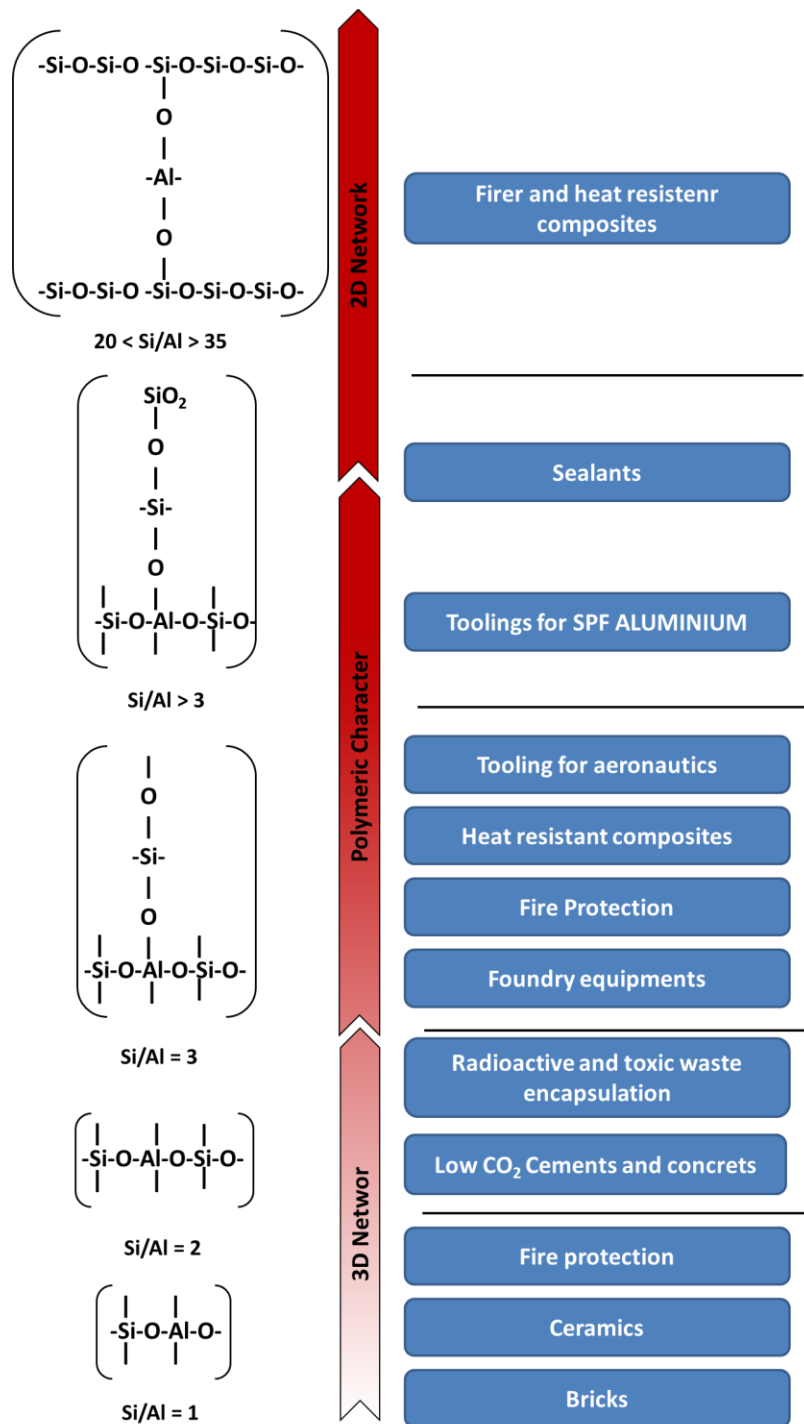 -Si-O-Si-O -Si-O-Si-O-Si-O-
O
-Al-
O
-Si-O-Si-O -Si-O-Si-O-Si-O-
20 < Si/Al > 35
2D Network
Firer and heat resistenr
composites
SiO₂
O
-Si-
O
-Si-O-Al-O-Si-O-
Si/Al > 3
Sealants
Toolings for SPF ALUMINIUM
Polymeric Character
O
-Si-
O
-Si-O-Al-O-Si-O-
Si/Al = 3
Tooling for aeronautics
Heat resistant composites
Fire Protection
Foundry equipments
3D Networ
-Si-O-Al-O-Si-O-
Si/Al = 2
Radioactive and toxic waste
encapsulation
Low CO₂ Cements and concrets
-Si-O-Al-O-
Si/Al = 1
Fire protection
Ceramics
Bricks